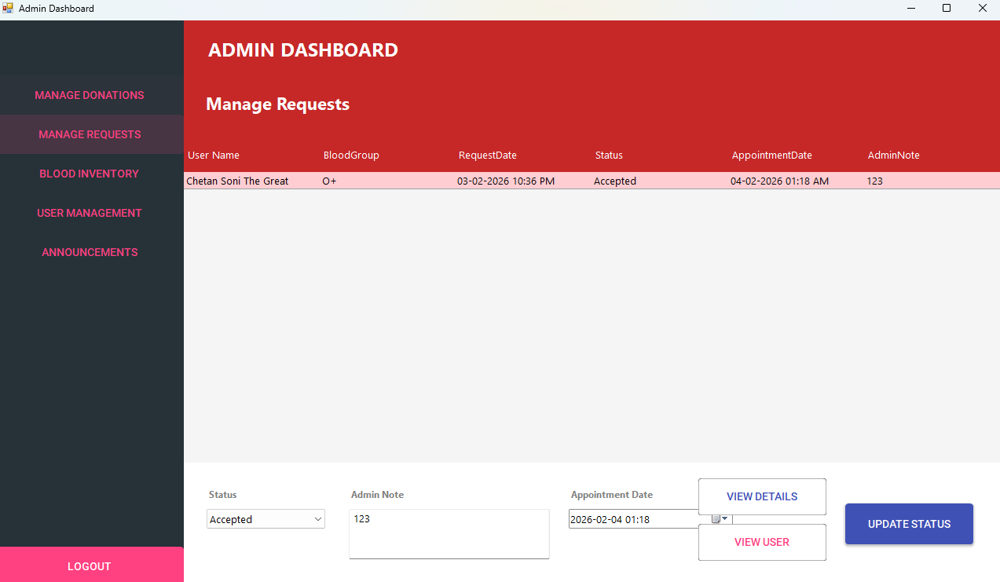 Admin Dashboard
ADMIN DASHBOARD
MANAGE DONATIONS
MANAGE REQUESTS
BLOOD INVENTORY
USER MANAGEMENT
ANNOUNCEMENTS
LOGOUT
Manage Requests
User Name BloodGroup RequestDate Status AppointmentDate AdminNote
Chetan Soni The Great O+ 03-02-2026 10:36 PM Accepted 04-02-2026 01:18 AM 123
Status
Accepted
Admin Note
123
Appointment Date
2026-02-04 01:18
VIEW DETAILS
VIEW USER
UPDATE STATUS